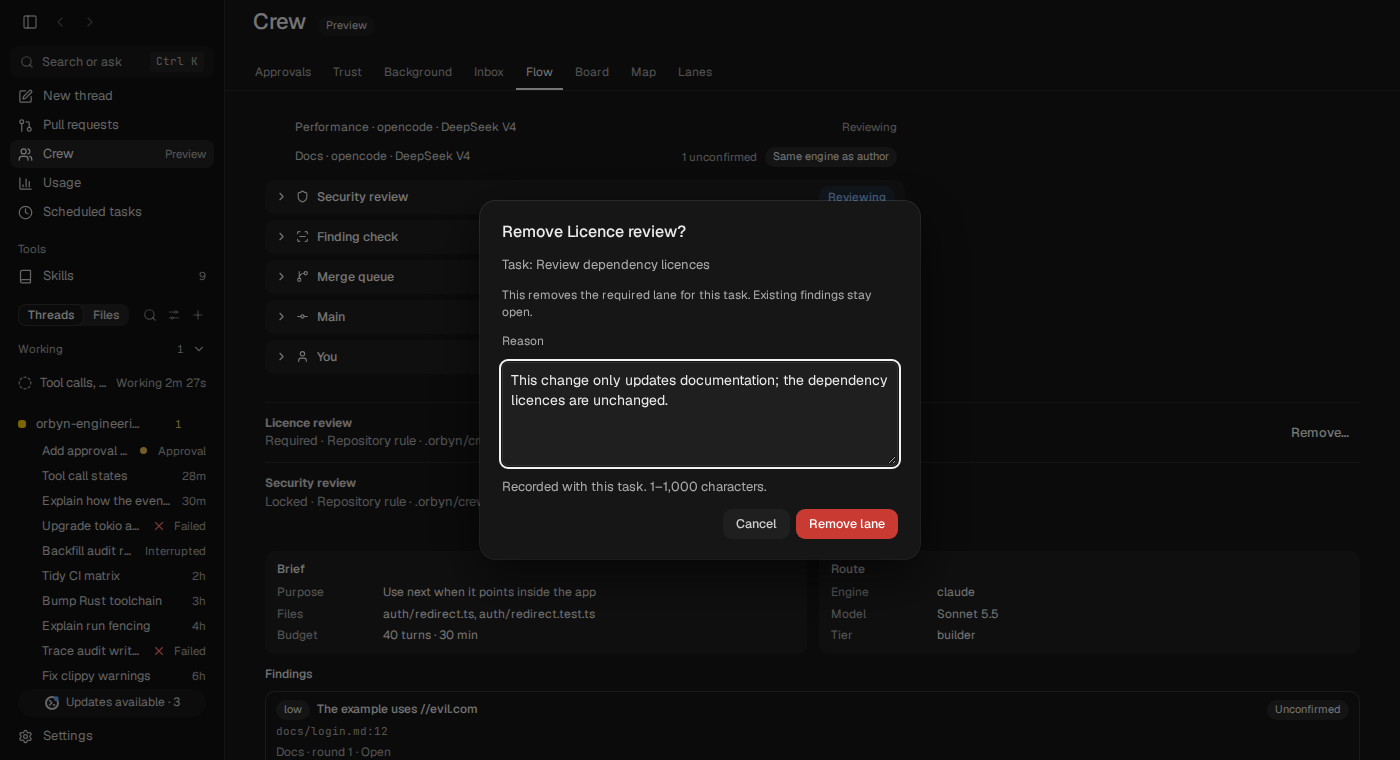 Crew Preview
Search or ask Ctrl K
New thread
Pull requests
Crew Preview
Usage
Scheduled tasks
Tools
Skills 9
Threads Files
Working 1
Tool calls, ... Working 2m 27s
orbyn-engineeri... 1
Add approval ... Approval
Tool call states 28m
Explain how the even... 30m
Upgrade tokio a... Failed
Backfill audit r... Interrupted
Tidy CI matrix 2h
Bump Rust toolchain 3h
Explain run fencing 4h
Trace audit writ... Failed
Fix clippy warnings 6h
Updates available · 3
Settings
Approvals Trust Background Inbox Flow Board Map Lanes
Performance · opencode · DeepSeek V4 Reviewing
Docs · opencode · DeepSeek V4 1 unconfirmed Same engine as author
Security review Reviewing
Finding check
Merge queue
Main
You
Remove Licence review?
Task: Review dependency licences
This removes the required lane for this task. Existing findings stay
open.
Reason
This change only updates documentation; the dependency
licences are unchanged.
Recorded with this task. 1–1,000 characters.
Cancel Remove lane
Licence review
Required · Repository rule · .orbyn/cr
Remove...
Security review
Locked · Repository rule · .orbyn/crew
Brief
Purpose Use next when it points inside the app
Files auth/redirect.ts, auth/redirect.test.ts
Budget 40 turns · 30 min
Route
Engine claude
Model Sonnet 5.5
Tier builder
Findings
low The example uses //evil.com Unconfirmed
docs/login.md:12
Docs · round 1 · Open